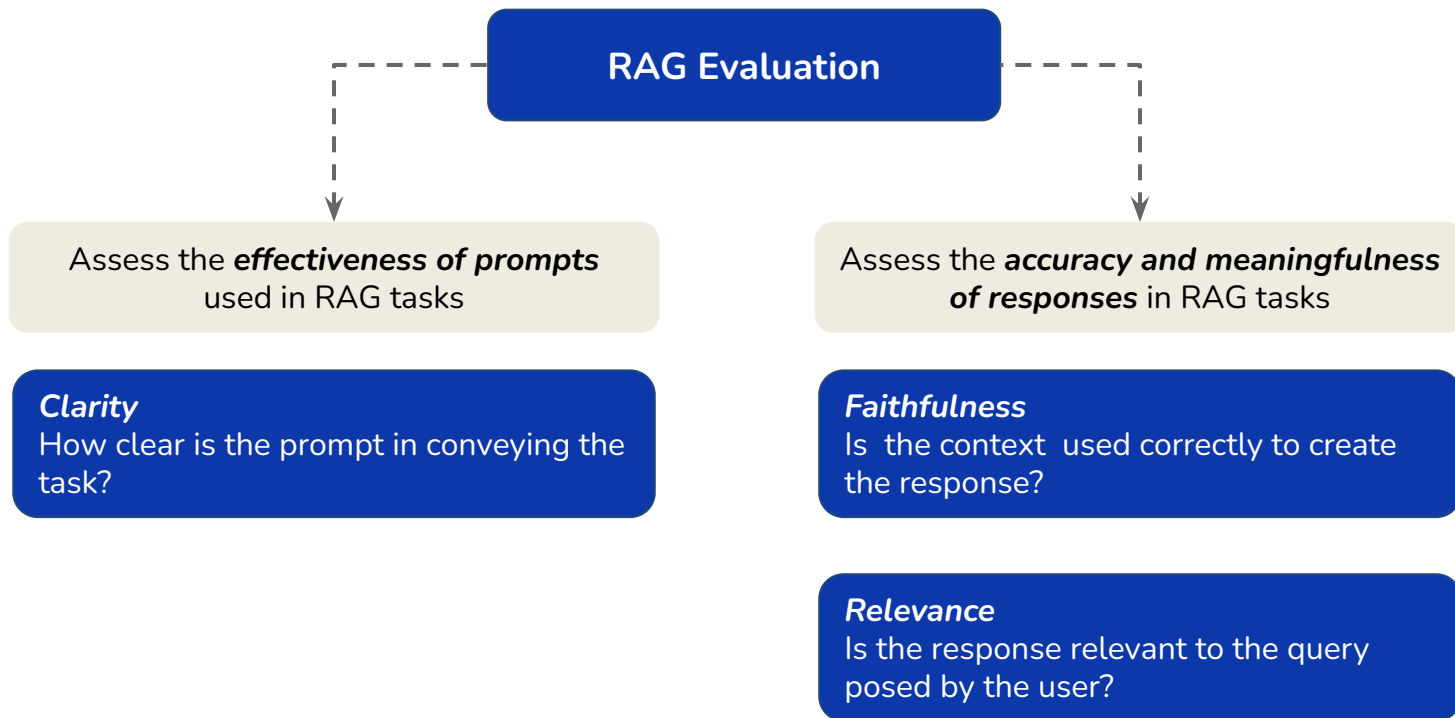 RAG Evaluation
Assess the effectiveness of prompts
used in RAG tasks
Assess the accuracy and meaningfulness
of responses in RAG tasks
Clarity
How clear is the prompt in conveying the
task?
Faithfulness
Is the context used correctly to create
the response?
Relevance
Is the response relevant to the query
posed by the user?